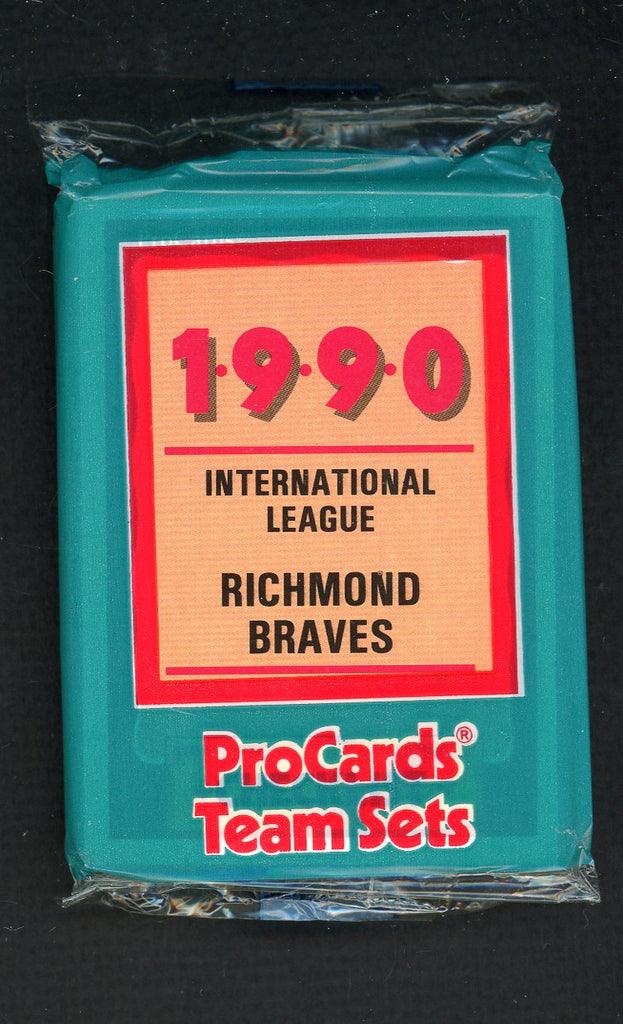 1·9·9·0
INTERNATIONAL
LEAGUE
RICHMOND
BRAVES
ProCards®
Team Sets